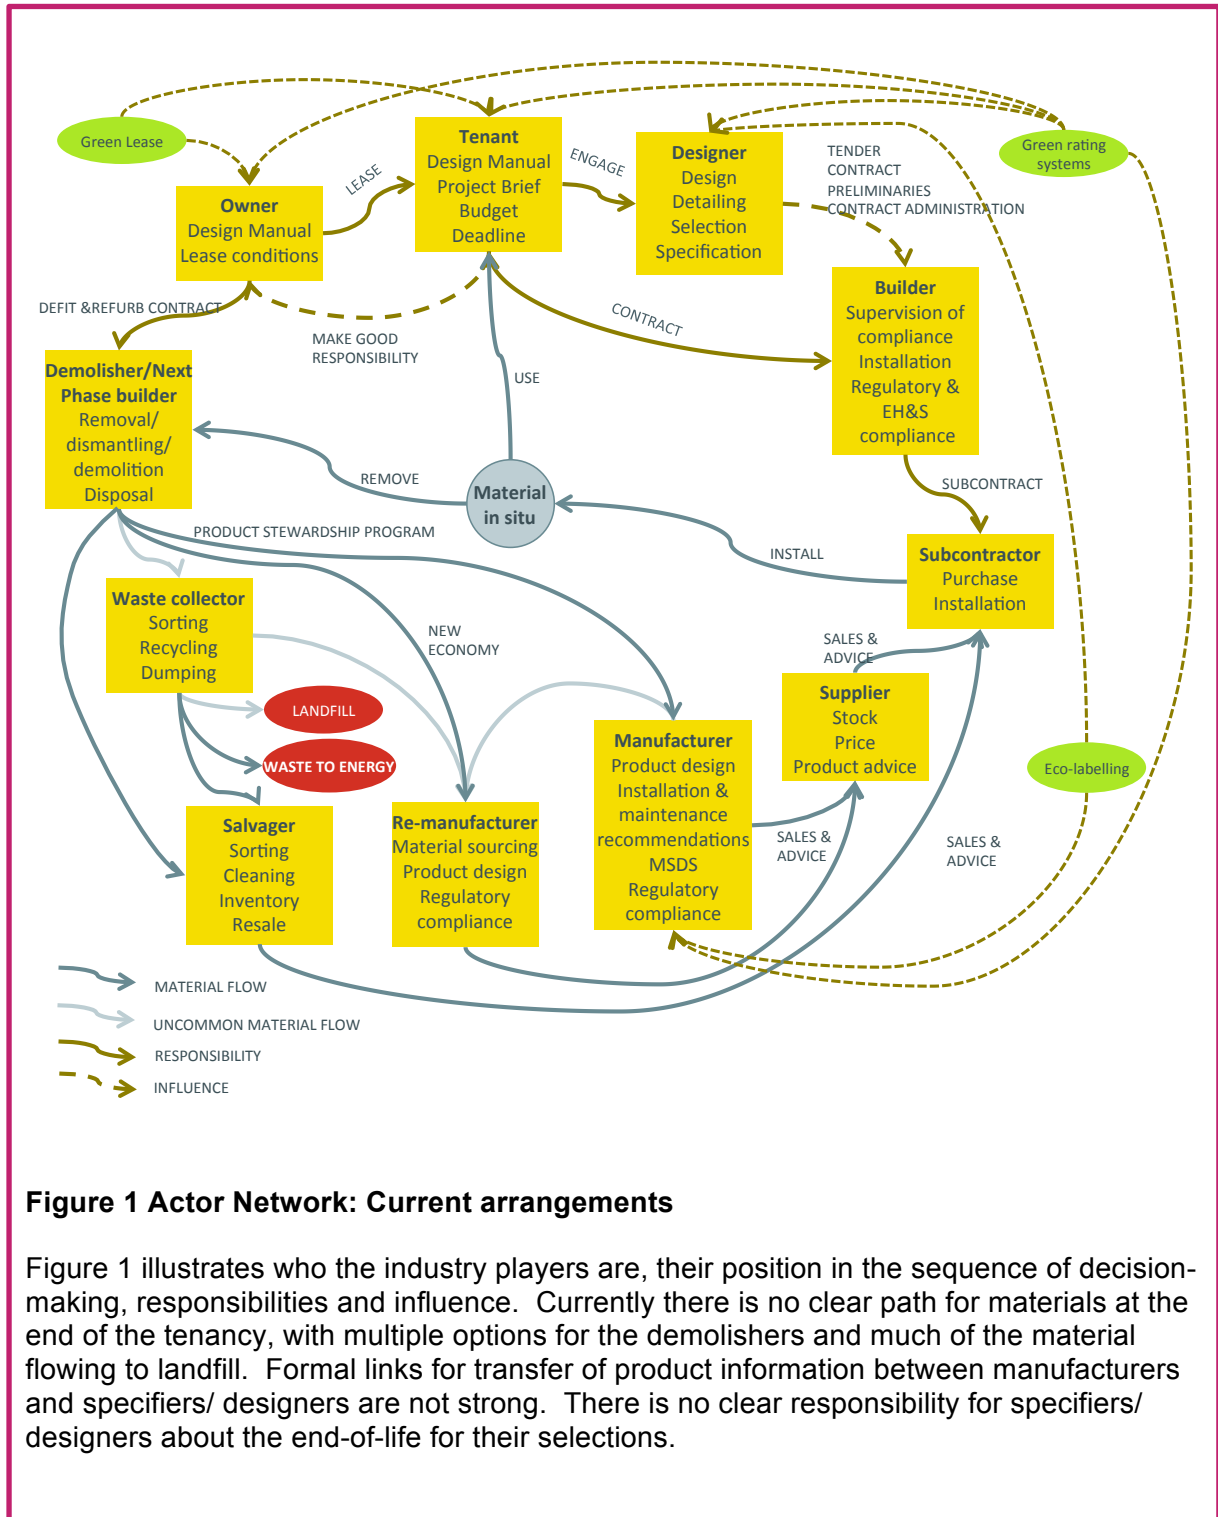 Green Lease
Green rating
systems
Tenant
Design Manual
Project Brief
Budget
Deadline
Designer
Design
Detailing
Selection
Specification
TENDER
CONTRACT
PRELIMINARIES
CONTRACT ADMINISTRATION
LEASE
ENGAGE
Owner
Design Manual
Lease conditions
Builder
Supervision of
compliance
Installation
Regulatory &
EH&S
compliance
DEFIT &REFURB CONTRACT
MAKE GOOD
RESPONSIBILITY
CONTRACT
USE
Demolisher/Next
Phase builder
Removal/
dismantling/
demolition
Disposal
REMOVE
Material
in situ
SUBCONTRACT
PRODUCT STEWARDSHIP PROGRAM
INSTALL
Subcontractor
Purchase
Installation
Waste collector
Sorting
Recycling
Dumping
NEW
ECONOMY
SALES &
ADVICE
Supplier
Stock
Price
Product advice
LANDFILL
WASTE TO ENERGY
Manufacturer
Product design
Installation &
maintenance
recommendations
MSDS
Regulatory
compliance
Eco-labelling
Salvager
Sorting
Cleaning
Inventory
Resale
Re-manufacturer
Material sourcing
Product design
Regulatory
compliance
SALES &
ADVICE
SALES &
ADVICE
MATERIAL FLOW
UNCOMMON MATERIAL FLOW
RESPONSIBILITY
INFLUENCE
Figure 1 Actor Network: Current arrangements
Figure 1 illustrates who the industry players are, their position in the sequence of decision-
making, responsibilities and influence.  Currently there is no clear path for materials at the
end of the tenancy, with multiple options for the demolishers and much of the material
flowing to landfill.  Formal links for transfer of product information between manufacturers
and specifiers/ designers are not strong.  There is no clear responsibility for specifiers/
designers about the end-of-life for their selections.